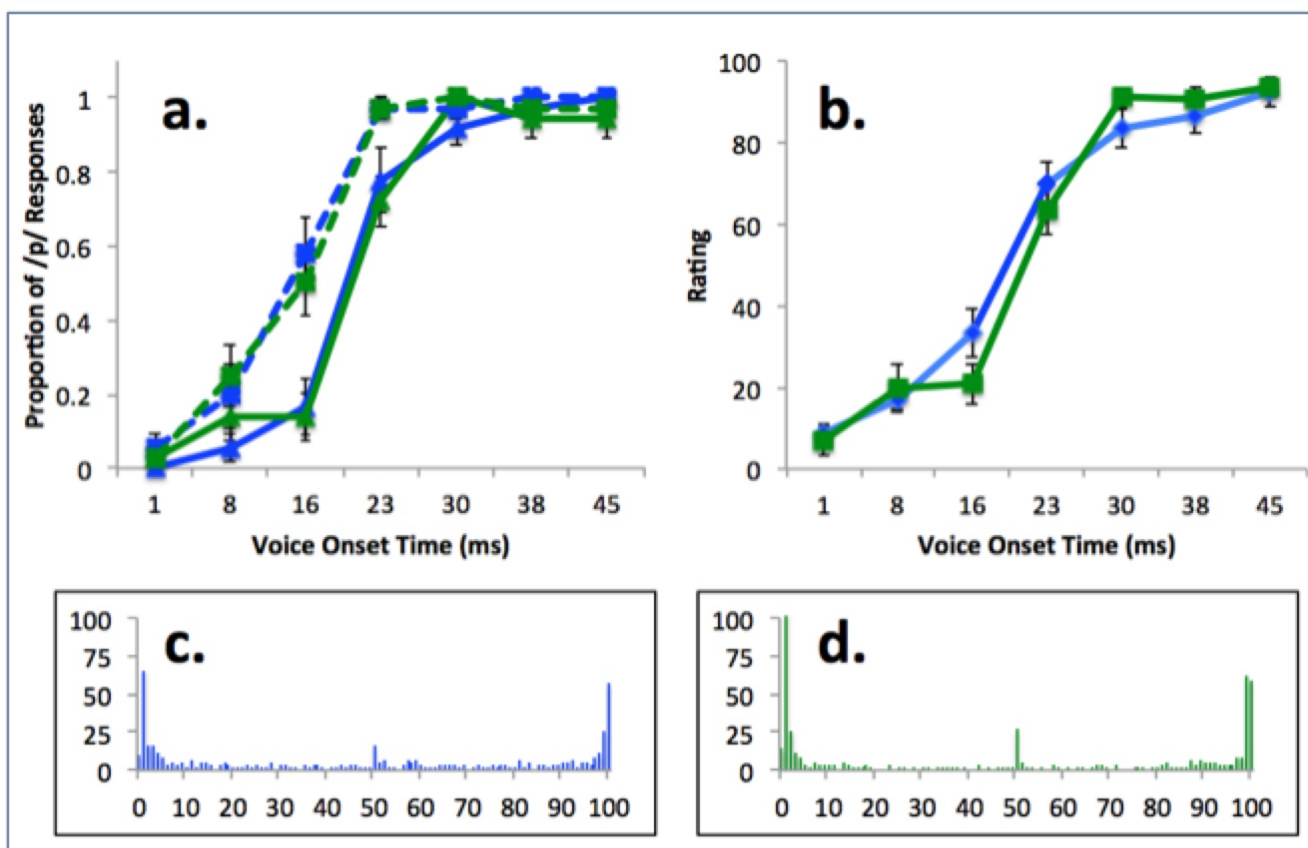 a.
Proportion of /p/ Responses
1
0.8
0.6
0.4
0.2
0
1 8 16 23 30 38 45
Voice Onset Time (ms)
b.
Rating
100
80
60
40
20
0
1 8 16 23 30 38 45
Voice Onset Time (ms)
c.
100
75
50
25
0
0 10 20 30 40 50 60 70 80 90 100
d.
100
75
50
25
0
0 10 20 30 40 50 60 70 80 90 100